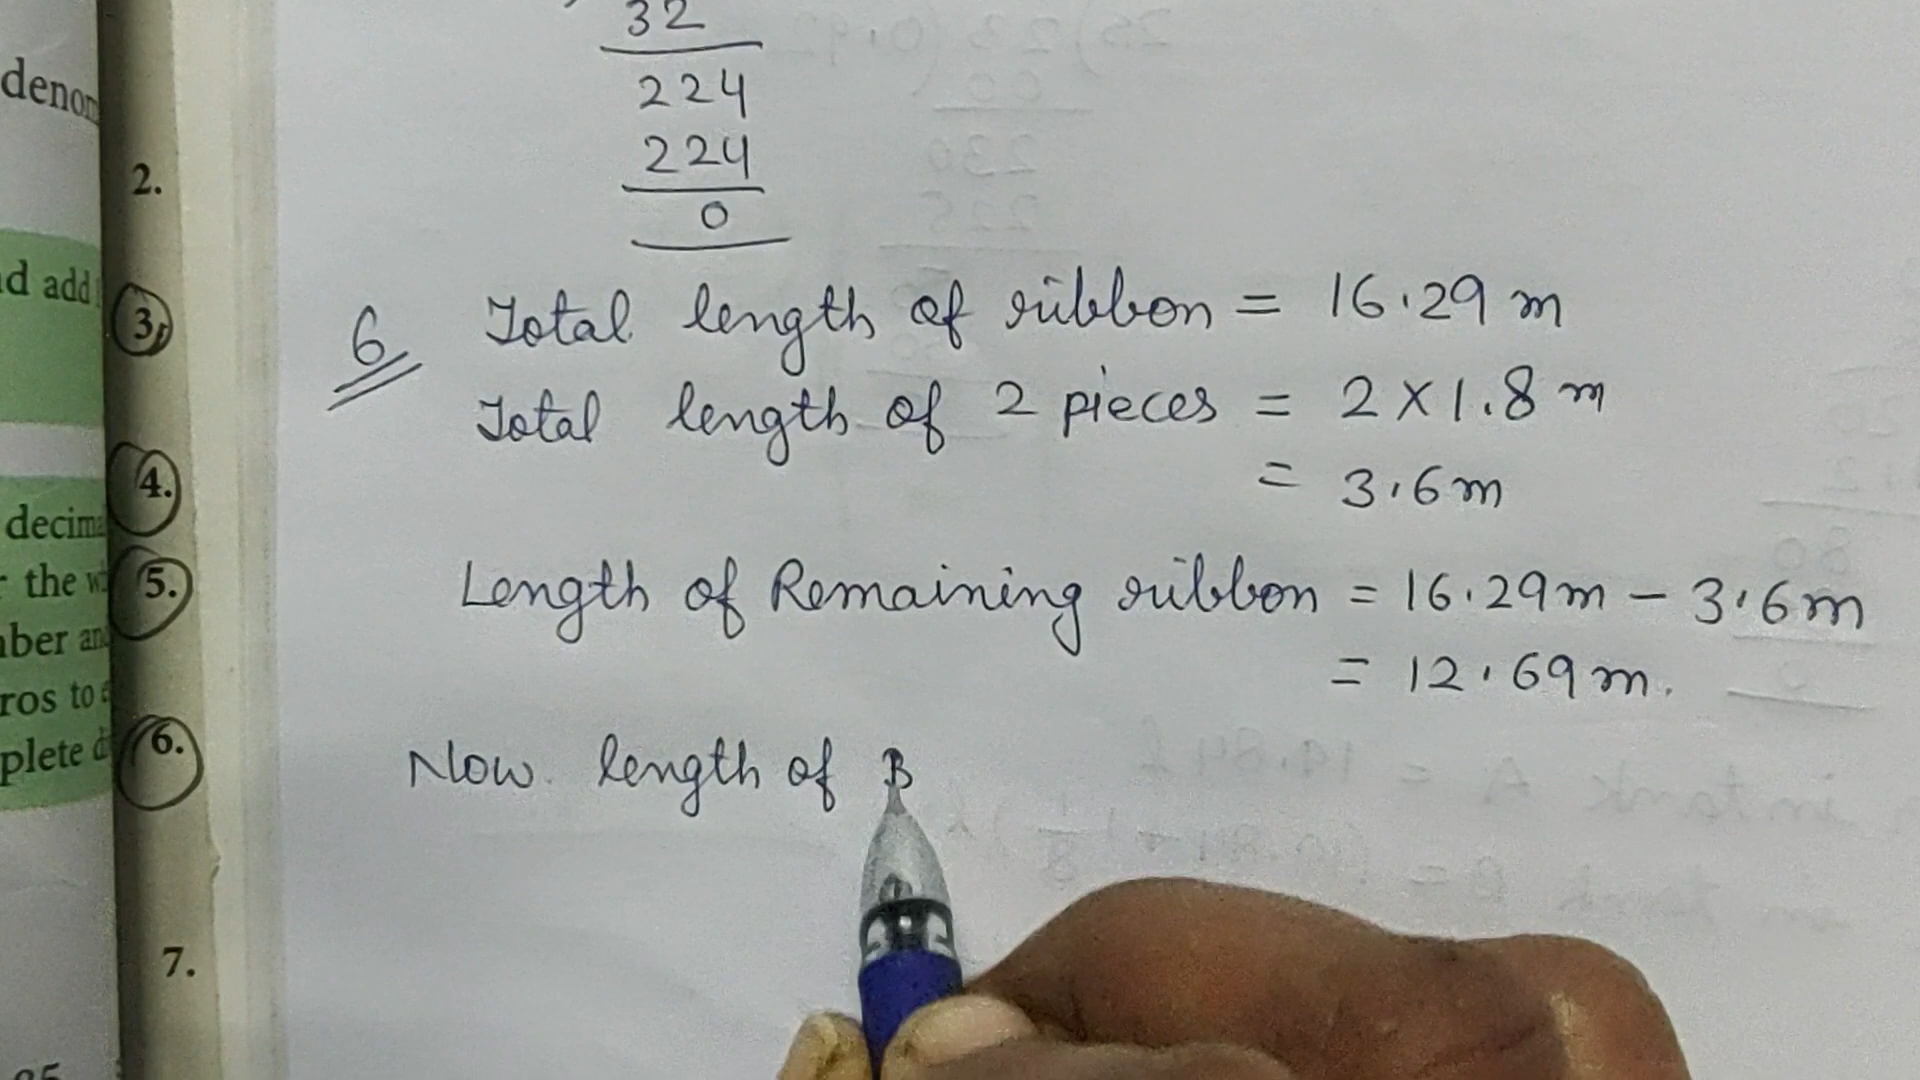 denom
2.
d add
3,
4.
decima
the w
5.
ber an
ros to
plete d
6.
7.
32
224
224
0
6 Total length of ribbon = 16.29 m
Total length of 2 pieces = 2 × 1.8 m
= 3.6 m
Length of Remaining ribbon = 16.29 m - 3.6 m
= 12.69 m.
Now length of B